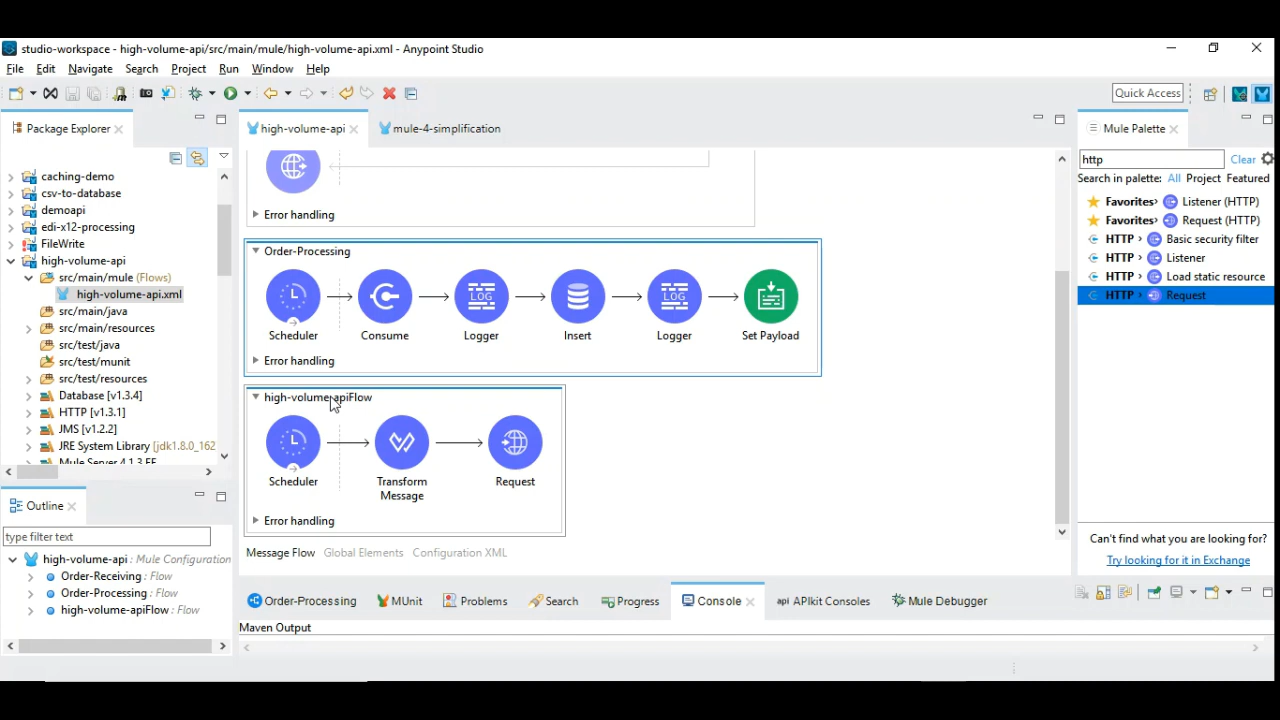 studio-workspace - high-volume-api/src/main/mule/high-volume-api.xml - Anypoint Studio
File Edit Navigate Search Project Run Window Help
Quick Access
Package Explorer
caching-demo
csv-to-database
demoapi
edi-x12-processing
FileWrite
high-volume-api
src/main/mule (Flows)
high-volume-api.xml
src/main/java
src/main/resources
src/test/java
src/test/munit
src/test/resources
Database [v1.3.4]
HTTP [v1.3.1]
JMS [v1.2.2]
JRE System Library [jdk1.8.0_162
Mule Server 4.1.3 EE
Outline
type filter text
high-volume-api : Mule Configuration
Order-Receiving : Flow
Order-Processing : Flow
high-volume-apiFlow : Flow
high-volume-api mule-4-simplification
Error handling
Order-Processing
LOG LOG
Scheduler Consume Logger Insert Logger Set Payload
Error handling
high-volume-apiFlow
Scheduler Transform Message Request
Error handling
Message Flow Global Elements Configuration XML
Order-Processing MUnit Problems Search Progress Console api APIkit Consoles Mule Debugger
Maven Output
Mule Palette
http Clear
Search in palette: All Project Featured
Favorites> Listener (HTTP)
Favorites> Request (HTTP)
HTTP > Basic security filter
HTTP > Listener
HTTP > Load static resource
HTTP > Request
Can't find what you are looking for?
Try looking for it in Exchange